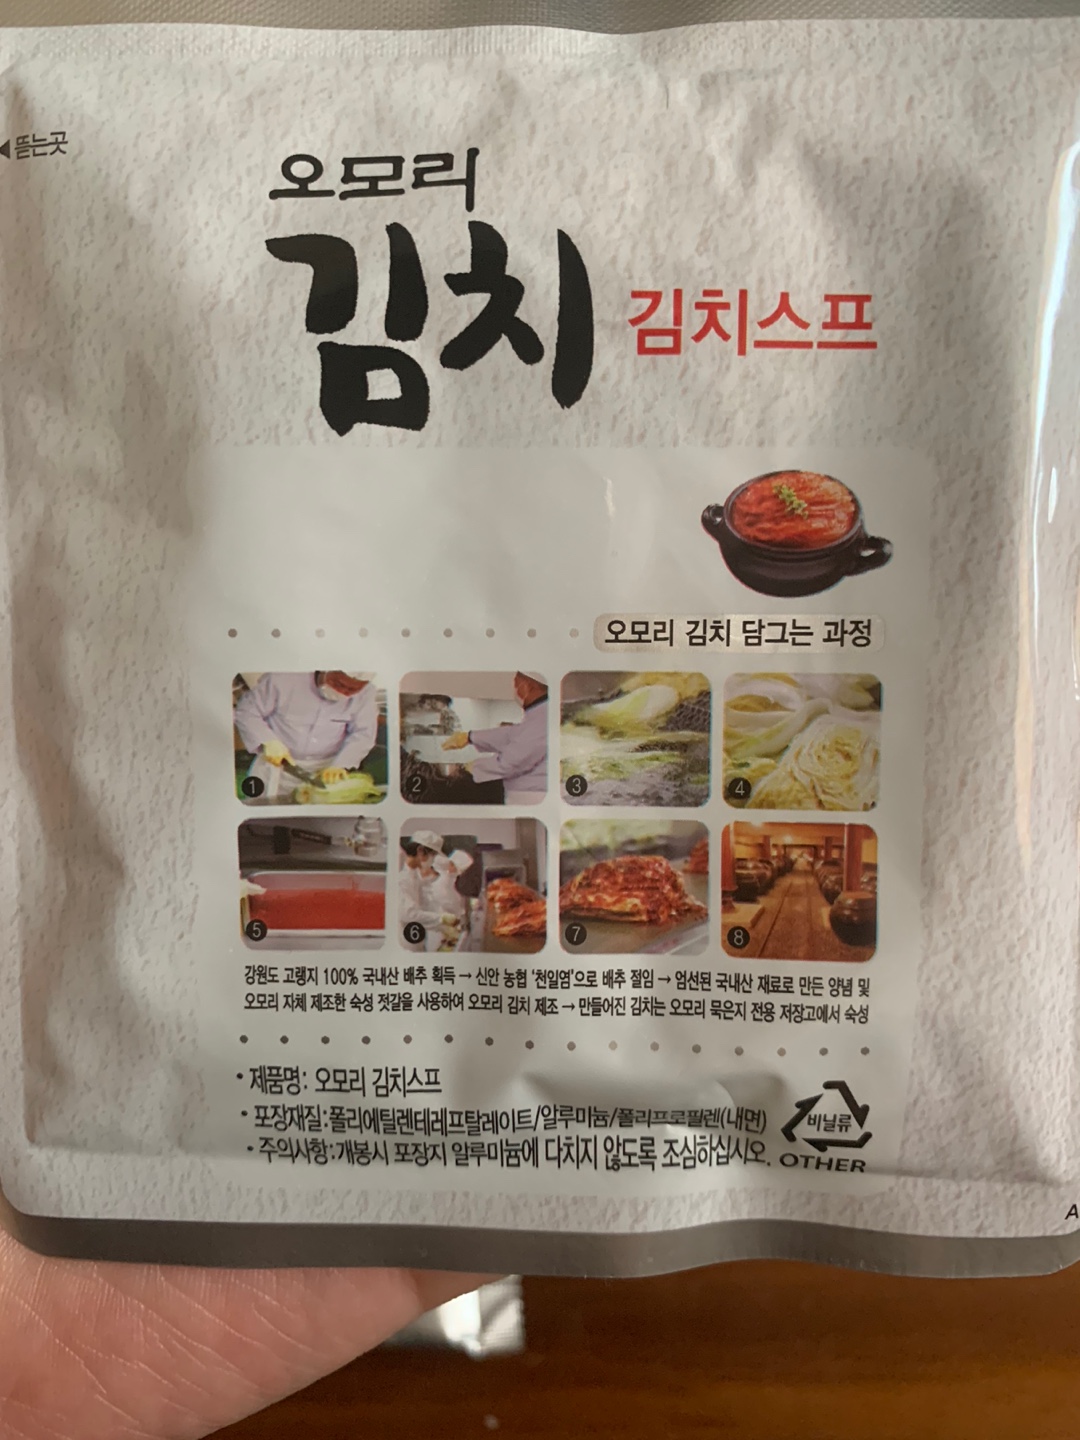 ◀뜯는곳
오모리
김치 김치스프
오모리 김치 담그는 과정
1 2 3 4
5 6 7 8
강원도 고랭지 100% 국내산 배추 획득 → 신안 농협 '천일염'으로 배추 절임 → 엄선된 국내산 재료로 만든 양념 및
오모리 자체 제조한 숙성 젓갈을 사용하여 오모리 김치 제조 → 만들어진 김치는 오모리 묵은지 전용 저장고에서 숙성
• 제품명: 오모리 김치스프
• 포장재질:폴리에틸렌테레프탈레이트/알루미늄/폴리프로필렌(내면)
• 주의사항:개봉시 포장지 알루미늄에 다치지 않도록 조심하십시오.
비닐류
OTHER
A